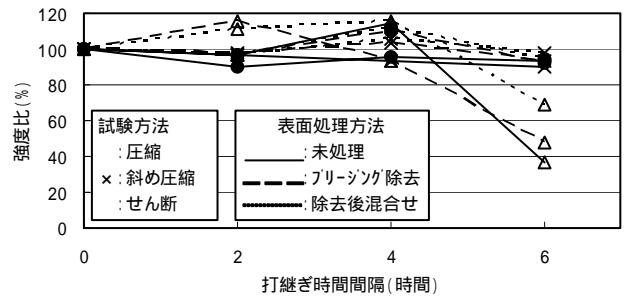 120
100
80
60
40
20
0
強度比(%)
試験方法
:圧縮
×:斜め圧縮
:せん断
表面処理方法
:未処理
:ﾌﾞﾘｰｼﾞﾝｸﾞ除去
:除去後混合せ
0 2 4 6
打継ぎ時間間隔(時間)